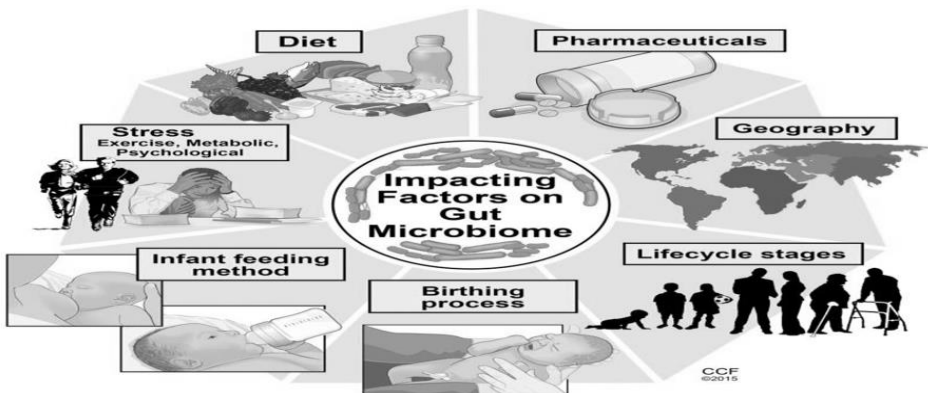 Diet
Pharmaceuticals
Stress
Exercise, Metabolic,
Psychological
Geography
Impacting
Factors on
Gut
Microbiome
Infant feeding
method
Birthing
process
Lifecycle stages
CCF
©2015